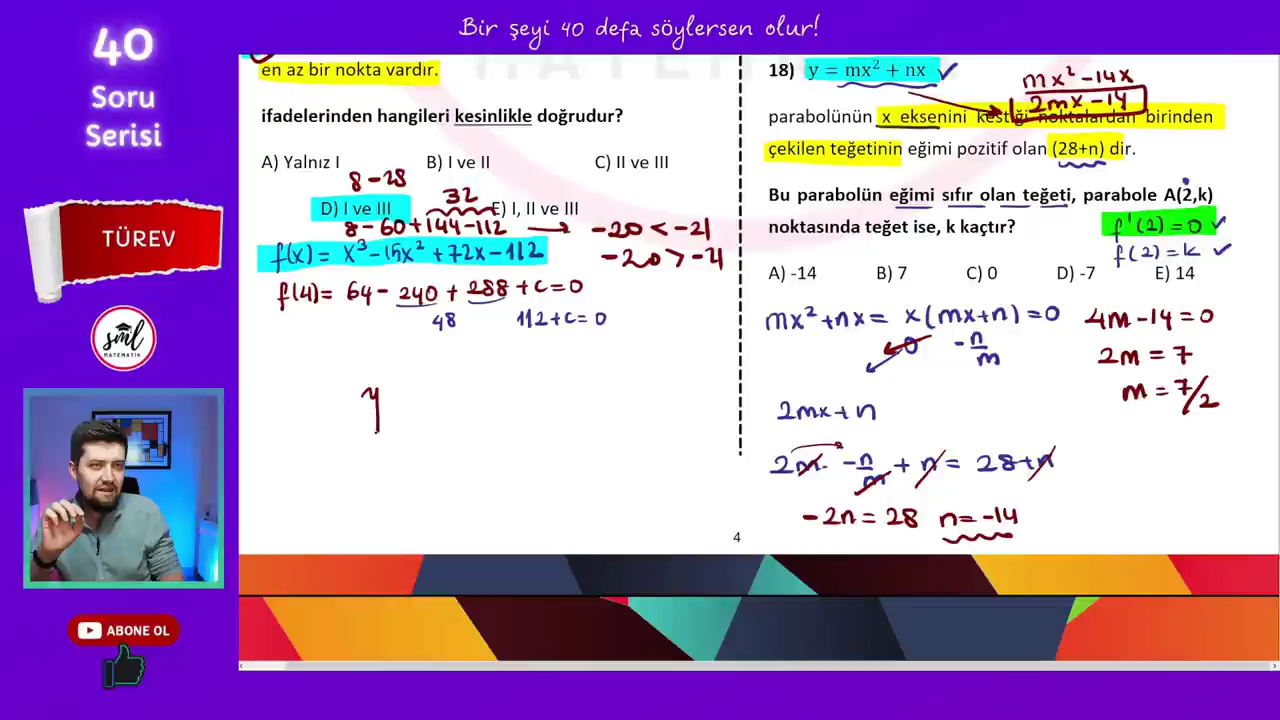 Bir şeyi 40 defa söylersen olur!
40
Soru
Serisi
TÜREV
sml
MATEMATİK
ABONE OL
en az bir nokta vardır.
ifadelerinden hangileri kesinlikle doğrudur?
A) Yalnız I B) I ve II C) II ve III
8-28
32
D) I ve III E) I, II ve III
8-60+144-112 → -20 < -21
f(x) = x³-15x²+72x-112 -20 > -21
f(4) = 64-240+288+c=0
48 112+c=0
y
18) y = mx² + nx ✓
mx²-14x
2mx-14
parabolünün x eksenini kestiği noktalardan birinden
çekilen teğetinin eğimi pozitif olan (28+n) dir.
Bu parabolün eğimi sıfır olan teğeti, parabole A(2,k)
noktasında teğet ise, k kaçtır?
f'(2)=0 ✓
f(2)=k ✓
A) -14 B) 7 C) 0 D) -7 E) 14
mx²+nx = x(mx+n)=0
0 -n/m
4m-14=0
2m=7
m=7/2
2mx+n
2m·-n/m+n=28+n
-2n=28 n=-14
4